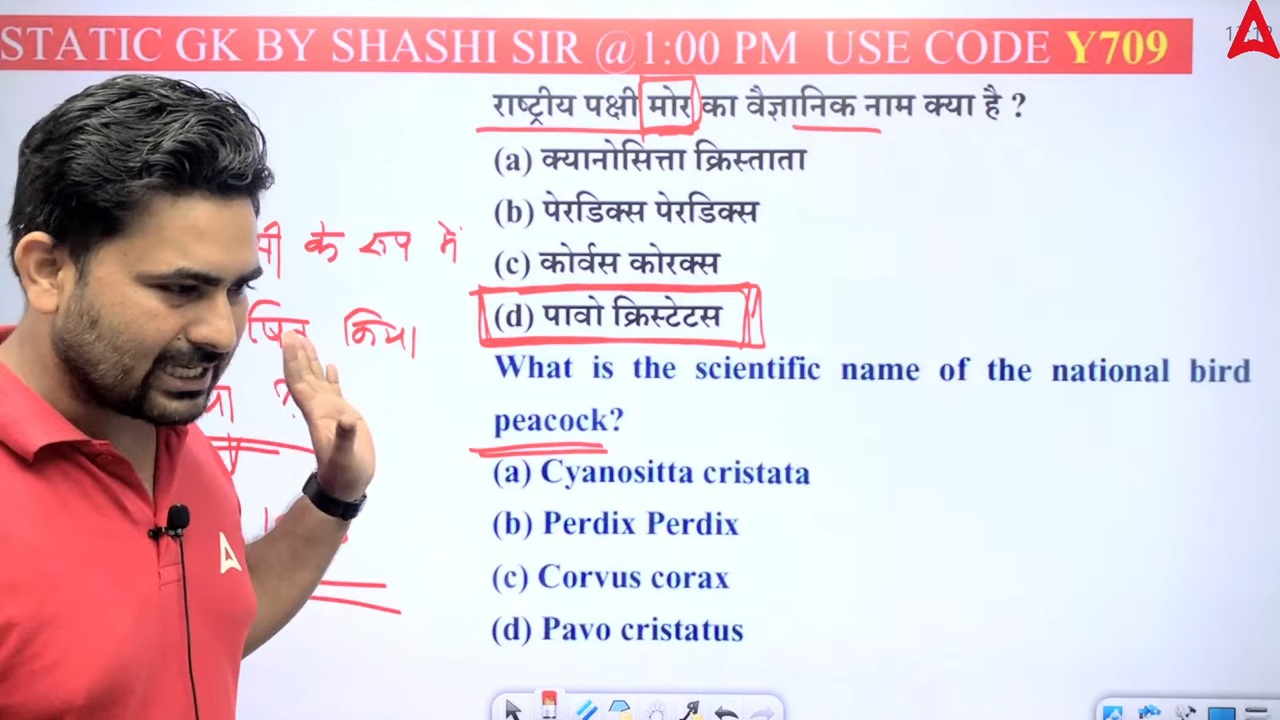 STATIC GK BY SHASHI SIR @1:00 PM USE CODE Y709
राष्ट्रीय पक्षी मोर का वैज्ञानिक नाम क्या है ?
(a) क्यानोसित्ता क्रिस्ताता
(b) पेरडिक्स पेरडिक्स
(c) कोर्वस कोरक्स
(d) पावो क्रिस्टेटस
के रूप में
किया
What is the scientific name of the national bird
peacock?
(a) Cyanositta cristata
(b) Perdix Perdix
(c) Corvus corax
(d) Pavo cristatus